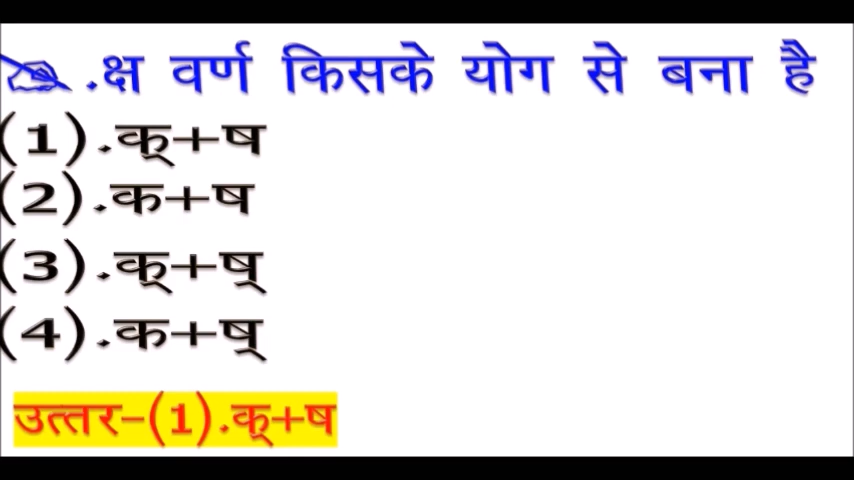 .क्ष वर्ण किसके योग से बना है
(1).क्+ष
(2).क+ष
(3).क्+ष्
(4).क+ष्
उत्तर-(1).क्+ष